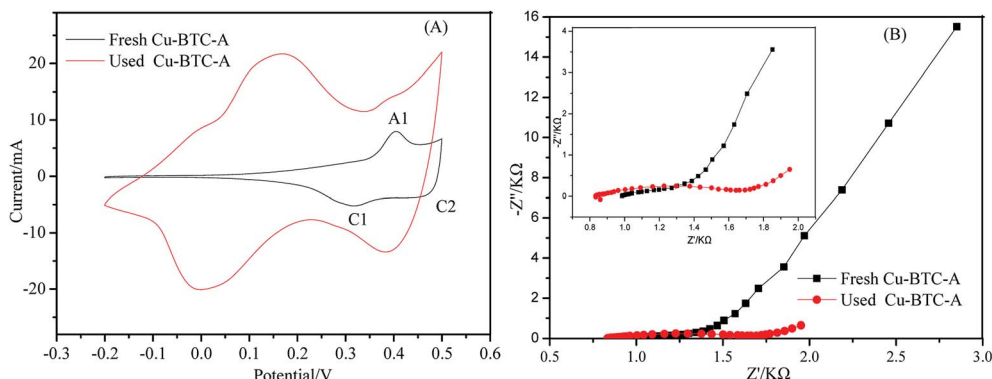 (A)
Fresh Cu-BTC-A
Used Cu-BTC-A
A1
C1
C2
Current/mA
20
10
0
-10
-20
-0.3 -0.2 -0.1 0.0 0.1 0.2 0.3 0.4 0.5 0.6
Potential/V
(B)
-Z''/KΩ
16
14
12
10
8
6
4
2
0
0.5 1.0 1.5 2.0 2.5 3.0
Z'/KΩ
Fresh Cu-BTC-A
Used Cu-BTC-A
-Z''/KΩ
4
3
2
1
0
0.8 1.0 1.2 1.4 1.6 1.8 2.0
Z'/KΩ